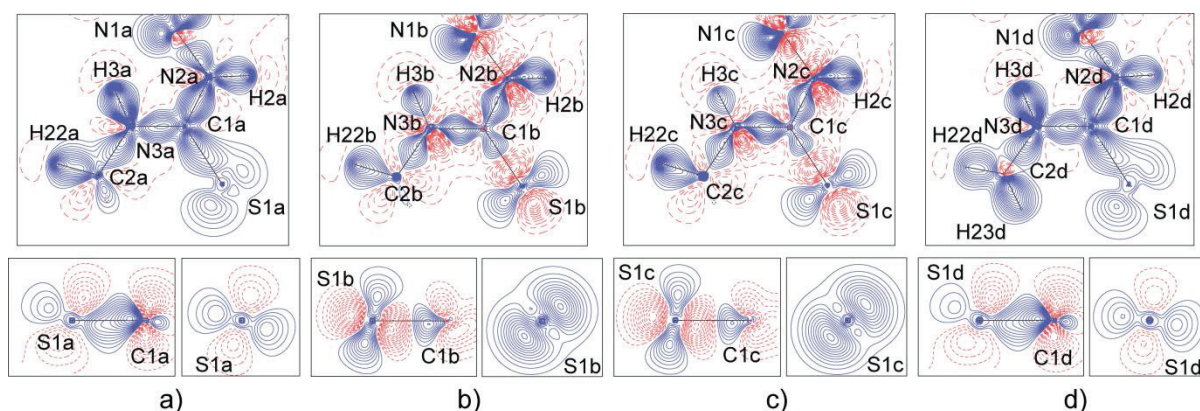 N1a
H3a
N2a
H2a
H22a
C1a
N3a
C2a
S1a
N1b
H3b
N2b
H2b
H22b
N3b
C1b
C2b
S1b
N1c
H3c
N2c
H2c
H22c
N3c
C1c
C2c
S1c
N1d
H3d
N2d
H2d
H22d
N3d
C1d
C2d
S1d
H23d
S1a
C1a
S1a
S1b
C1b
S1b
S1c
C1c
S1c
S1d
C1d
S1d
a)
b)
c)
d)